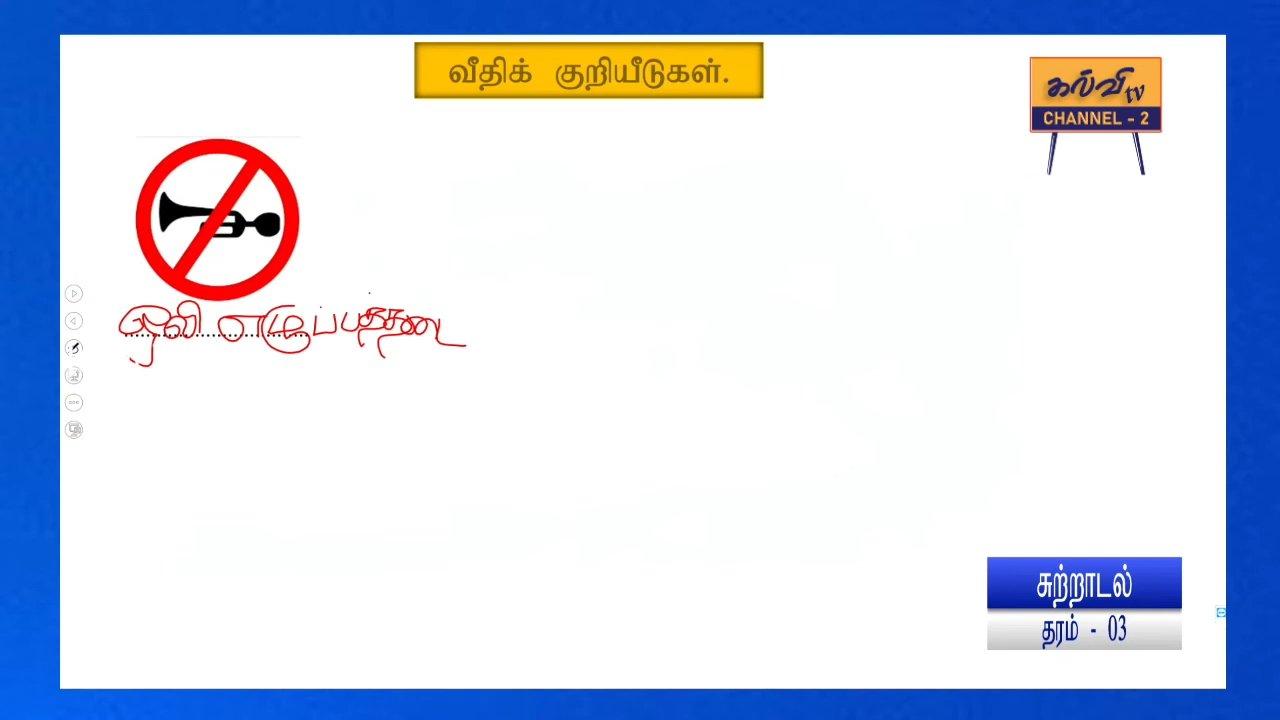 வீதிக் குறியீடுகள்.
கல்வி tv
CHANNEL - 2
ஒலி எழுப்பத்தடை
சுற்றாடல்
தரம் - 03